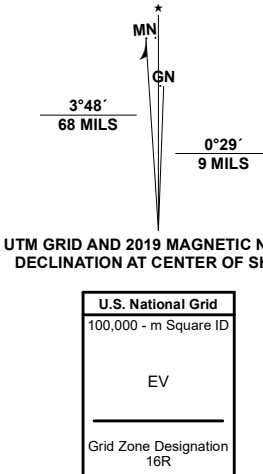 ★
MN
GN
3°48´
68 MILS
0°29´
9 MILS
UTM GRID AND 2019 MAGNETIC N
DECLINATION AT CENTER OF SH
U.S. National Grid
100,000 - m Square ID
EV
Grid Zone Designation
16R